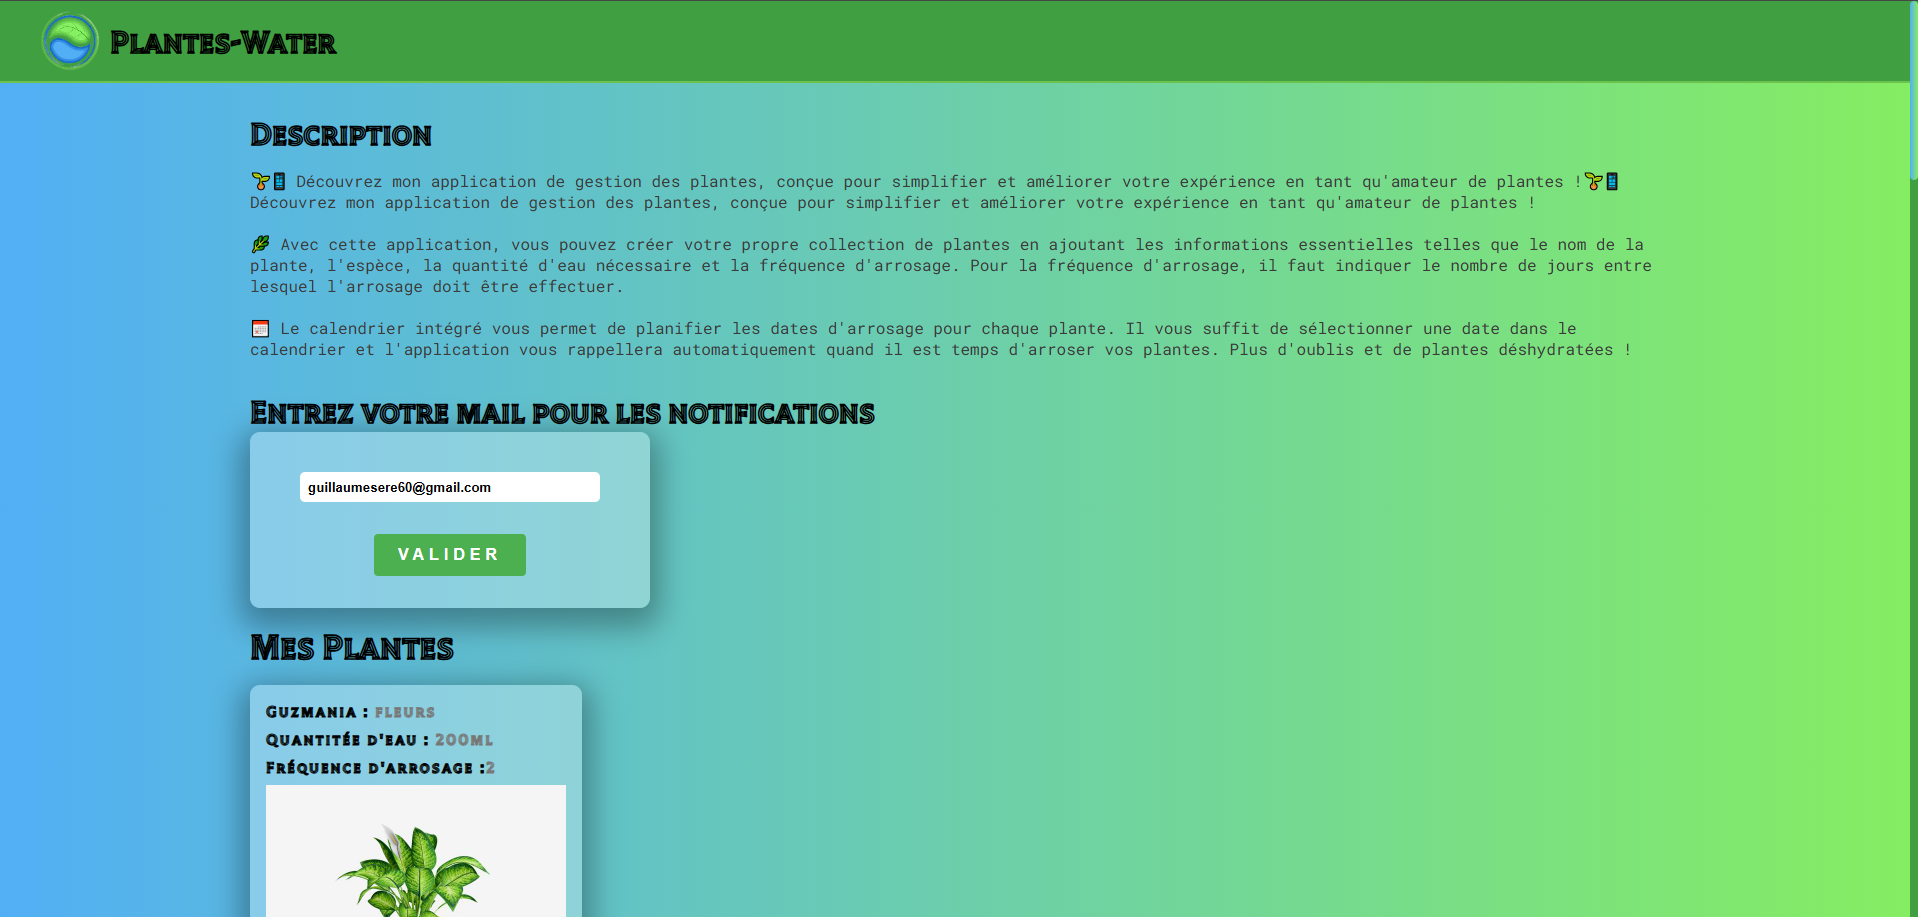 Plantes-Water
Description
🌱📱 Découvrez mon application de gestion des plantes, conçue pour simplifier et améliorer votre expérience en tant qu'amateur de plantes !🌱📱
Découvrez mon application de gestion des plantes, conçue pour simplifier et améliorer votre expérience en tant qu'amateur de plantes !
🌿 Avec cette application, vous pouvez créer votre propre collection de plantes en ajoutant les informations essentielles telles que le nom de la
plante, l'espèce, la quantité d'eau nécessaire et la fréquence d'arrosage. Pour la fréquence d'arrosage, il faut indiquer le nombre de jours entre
lesquel l'arrosage doit être effectuer.
📅 Le calendrier intégré vous permet de planifier les dates d'arrosage pour chaque plante. Il vous suffit de sélectionner une date dans le
calendrier et l'application vous rappellera automatiquement quand il est temps d'arroser vos plantes. Plus d'oublis et de plantes déshydratées !
Entrez votre mail pour les notifications
guillaumesere60@gmail.com
VALIDER
Mes Plantes
Guzmania : fleurs
Quantitée d'eau : 200ml
Fréquence d'arrosage :2